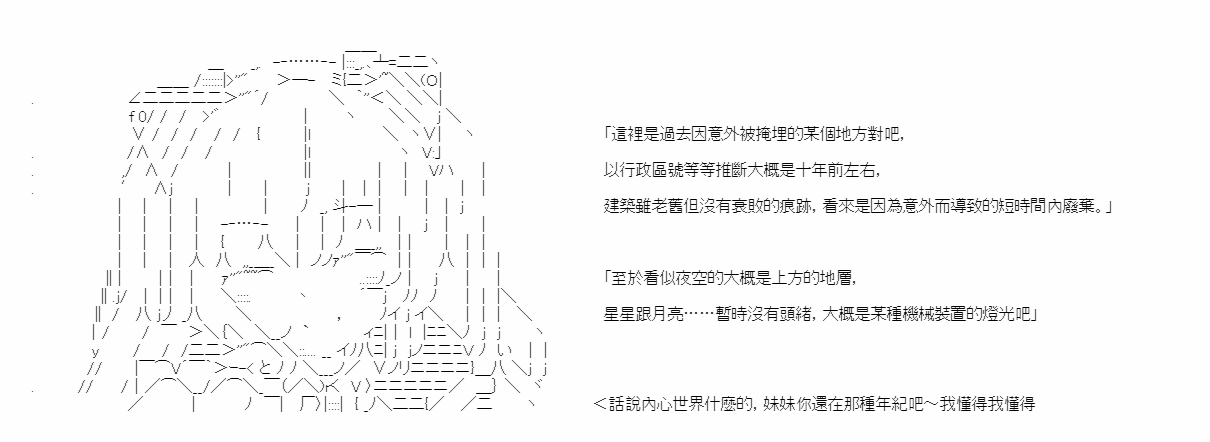 「這裡是過去因意外被掩埋的某個地方對吧,
以行政區號等等推斷大概是十年前左右,
建築雖老舊但沒有衰敗的痕跡, 看來是因為意外而導致的短時間內廢棄。」
「至於看似夜空的大概是上方的地層,
星星跟月亮……暫時沒有頭緒, 大概是某種機械裝置的燈光吧」
＜話說內心世界什麼的, 妹妹你還在那種年紀吧～我懂得我懂得